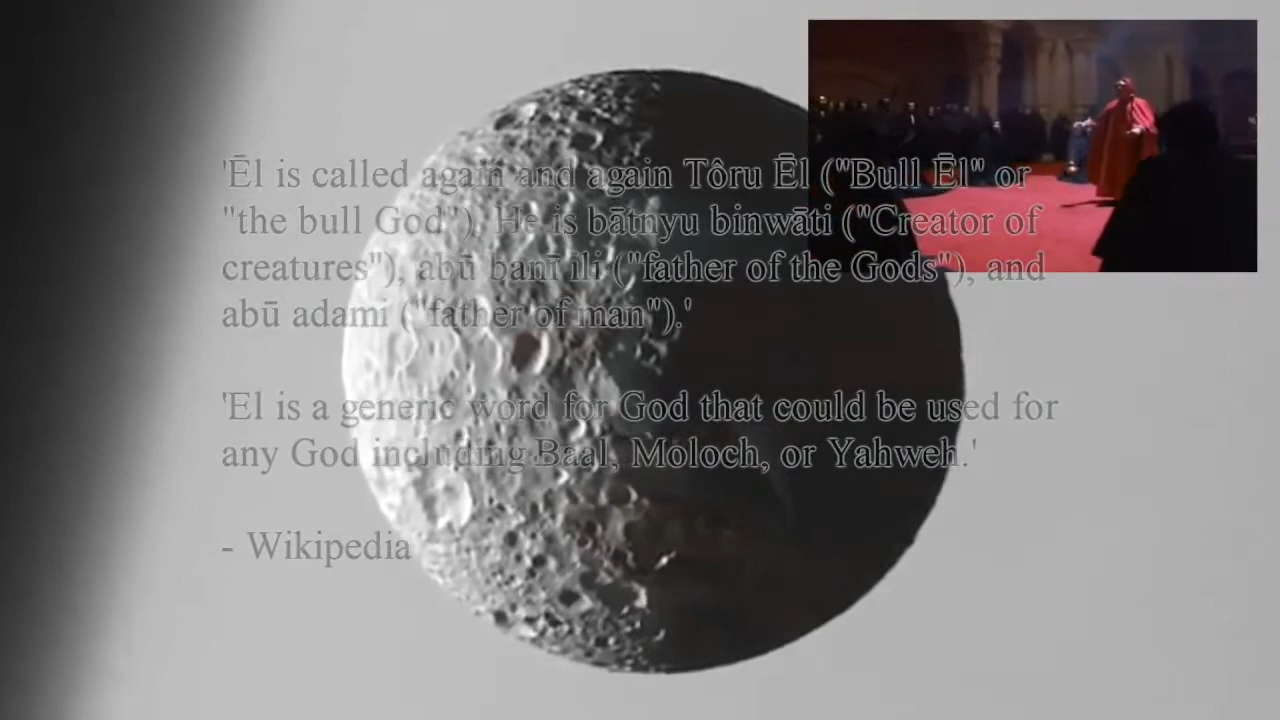 'Ēl is called again and again Tôru Ēl ("Bull Ēl" or
"the bull God"). He is bātnyu binwāti ("Creator of
creatures"), abū banī ili ("father of the Gods"), and
abū adami ("father of man").'
'El is a generic word for God that could be used for
any God including Baal, Moloch, or Yahweh.'
- Wikipedia